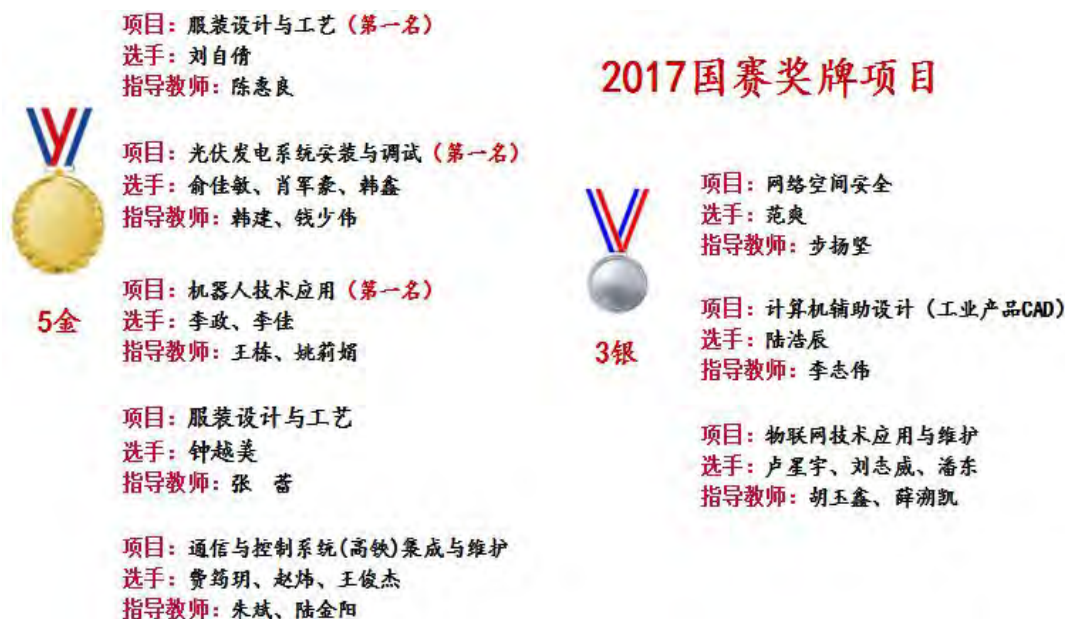 2017国赛奖牌项目
5金
项目：服装设计与工艺（第一名）
选手：刘自倩
指导教师：陈惠良
项目：光伏发电系统安装与调试（第一名）
选手：俞佳敏、肖军豪、韩鑫
指导教师：韩建、钱少伟
项目：机器人技术应用（第一名）
选手：李政、李佳
指导教师：王栋、姚莉娟
项目：服装设计与工艺
选手：钟越美
指导教师：张　蕾
项目：通信与控制系统(高铁)集成与维护
选手：费筠玥、赵炜、王俊杰
指导教师：朱斌、陆金阳
3银
项目：网络空间安全
选手：范爽
指导教师：步扬坚
项目：计算机辅助设计（工业产品CAD）
选手：陆浩辰
指导教师：李志伟
项目：物联网技术应用与维护
选手：卢星宇、刘志威、潘东
指导教师：胡玉鑫、薛溯凯